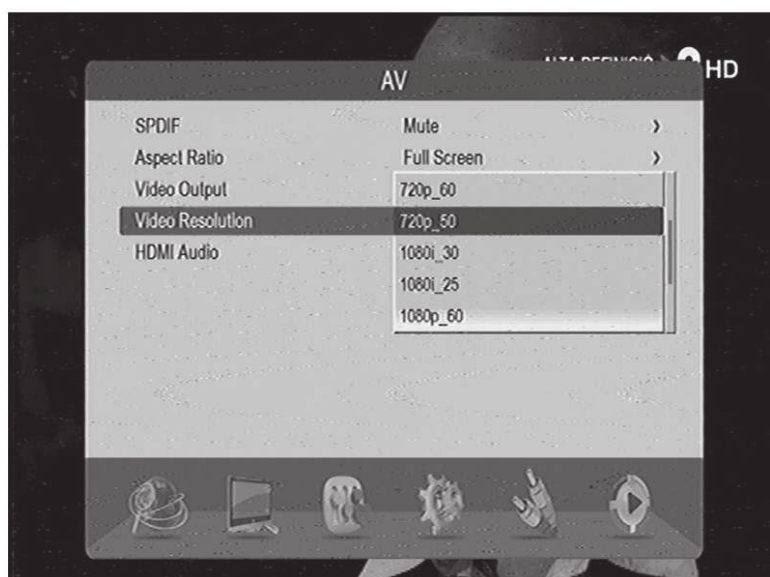 HD
AV
SPDIF Mute
Aspect Ratio Full Screen
Video Output 720p_60
Video Resolution 720p_50
HDMI Audio 1080i_30
1080i_25
1080p_60